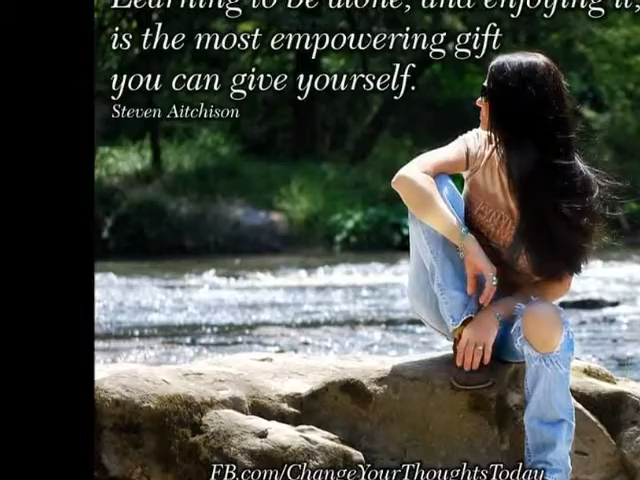 Learning to be alone, and enjoying it,
is the most empowering gift
you can give yourself.
Steven Aitchison
FB.com/ChangeYourThoughtsToday